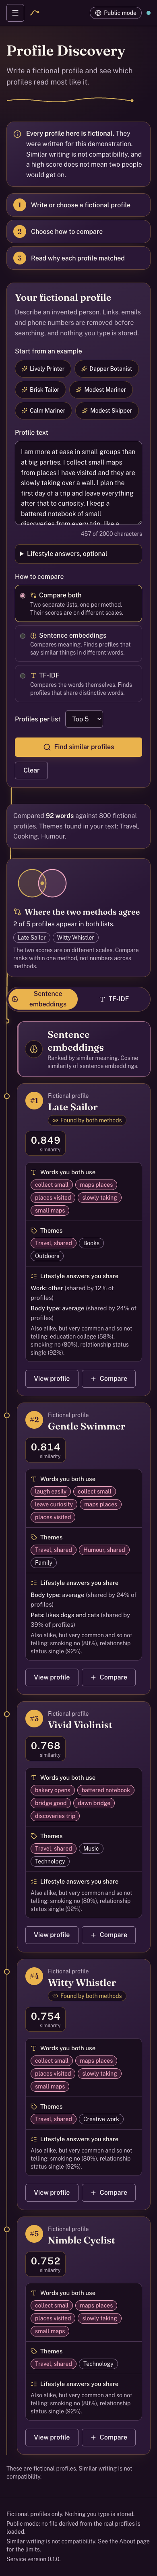 Public mode
Profile Discovery
Write a fictional profile and see which
profiles read most like it.
Every profile here is fictional. They
were written for this demonstration.
Similar writing is not compatibility, and
a high score does not mean two people
would get on.
1 Write or choose a fictional profile
2 Choose how to compare
3 Read why each profile matched
Your fictional profile
Describe an invented person. Links, emails
and phone numbers are removed before
searching, and nothing you type is stored.
Start from an example
Lively Printer
Dapper Botanist
Brisk Tailor
Modest Mariner
Calm Mariner
Modest Skipper
Profile text
I am more at ease in small groups than
at big parties. I collect small maps
from places I have visited and they are
slowly taking over a wall. I plan the
first day of a trip and leave everything
after that to curiosity. I keep a
battered notebook of small
discoveries from every trip, like a
457 of 2000 characters
Lifestyle answers, optional
How to compare
Compare both
Two separate lists, one per method.
Their scores are on different scales.
Sentence embeddings
Compares meaning. Finds profiles that
say similar things in different words.
TF-IDF
Compares the words themselves. Finds
profiles that share distinctive words.
Profiles per list
Top 5
Find similar profiles
Clear
Compared 92 words against 800 fictional
profiles. Themes found in your text: Travel,
Cooking, Humour.
Where the two methods agree
2 of 5 profiles appear in both lists.
Late Sailor
Witty Whistler
The two scores are on different scales. Compare
ranks within one method, not numbers across
methods.
Sentence
embeddings
TF-IDF
Sentence
embeddings
Ranked by similar meaning. Cosine
similarity of sentence embeddings.
#1
Fictional profile
Late Sailor
Found by both methods
0.849
similarity
Words you both use
collect small
maps places
places visited
slowly taking
small maps
Themes
Travel, shared
Books
Outdoors
Lifestyle answers you share
Work: other (shared by 12% of
profiles)
Body type: average (shared by 24% of
profiles)
Also alike, but very common and so not
telling: education college (58%),
smoking no (80%), relationship status
single (92%).
View profile
Compare
#2
Fictional profile
Gentle Swimmer
0.814
similarity
Words you both use
laugh easily
collect small
leave curiosity
maps places
places visited
Themes
Travel, shared
Humour, shared
Family
Lifestyle answers you share
Body type: average (shared by 24% of
profiles)
Pets: likes dogs and cats (shared by
39% of profiles)
Also alike, but very common and so not
telling: smoking no (80%), relationship
status single (92%).
View profile
Compare
#3
Fictional profile
Vivid Violinist
0.768
similarity
Words you both use
bakery opens
battered notebook
bridge good
dawn bridge
discoveries trip
Themes
Travel, shared
Music
Technology
Lifestyle answers you share
Also alike, but very common and so not
telling: smoking no (80%), relationship
status single (92%).
View profile
Compare
#4
Fictional profile
Witty Whistler
Found by both methods
0.754
similarity
Words you both use
collect small
maps places
places visited
slowly taking
small maps
Themes
Travel, shared
Creative work
Lifestyle answers you share
Also alike, but very common and so not
telling: smoking no (80%), relationship
status single (92%).
View profile
Compare
#5
Fictional profile
Nimble Cyclist
0.752
similarity
Words you both use
collect small
maps places
places visited
slowly taking
small maps
Themes
Travel, shared
Technology
Lifestyle answers you share
Also alike, but very common and so not
telling: smoking no (80%), relationship
status single (92%).
View profile
Compare
These are fictional profiles. Similar writing is not
compatibility.
Fictional profiles only. Nothing you type is stored.
Public mode: no file derived from the real profiles is
loaded.
Similar writing is not compatibility. See the About page
for the limits.
Service version 0.1.0.